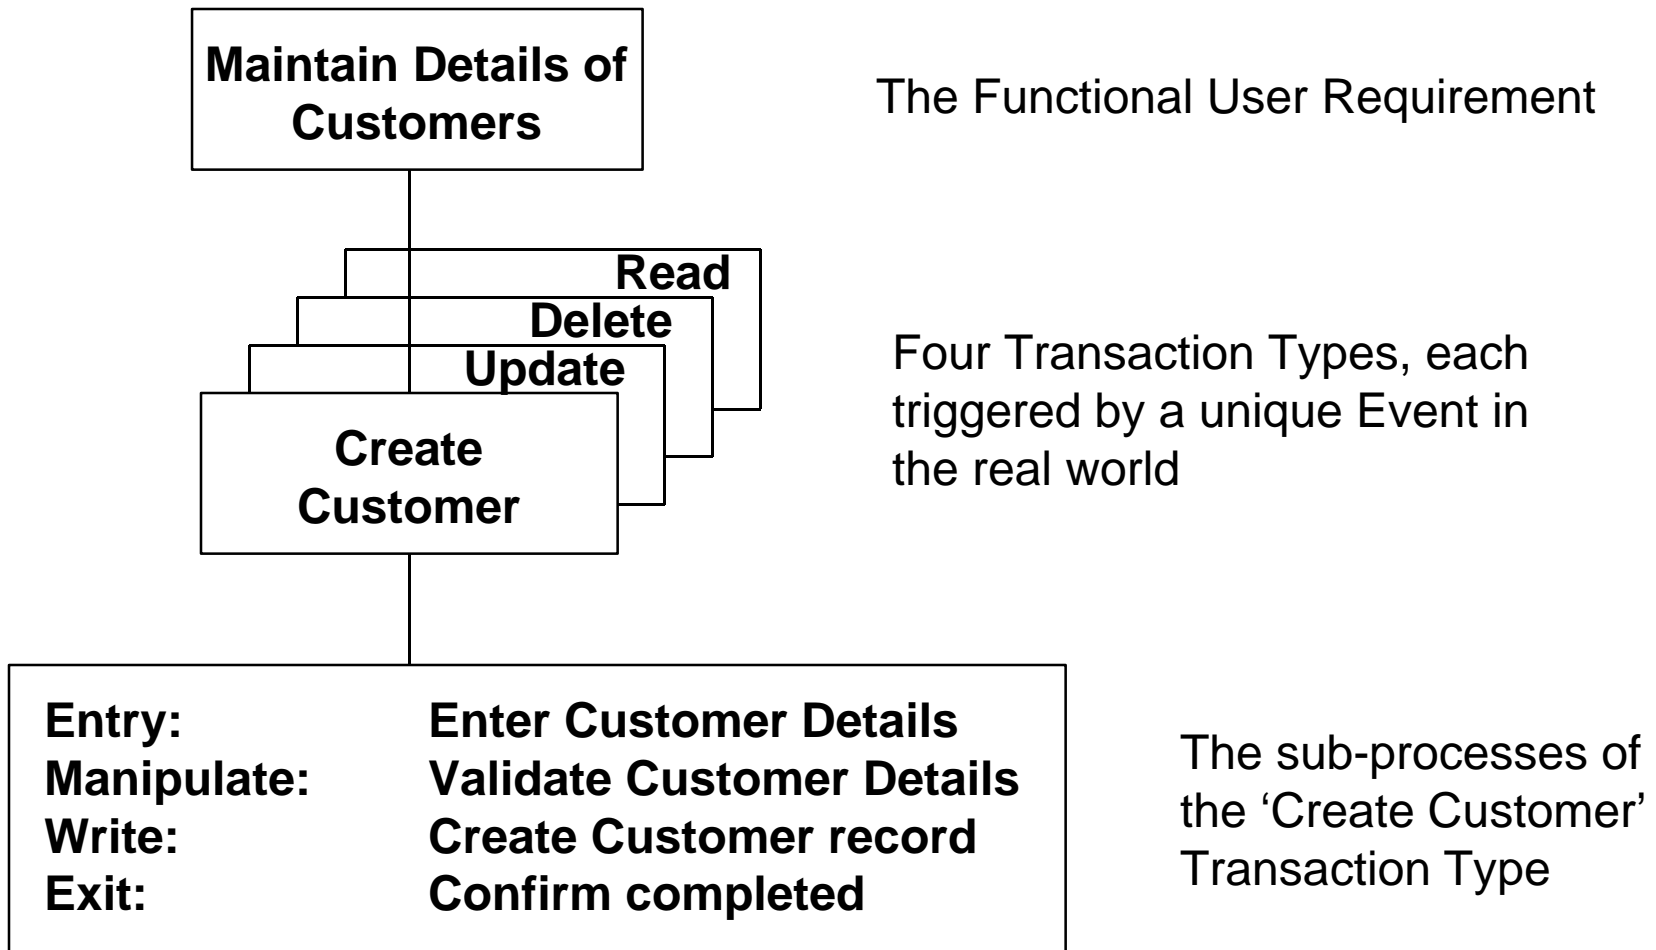 Maintain Details of
Customers
The Functional User Requirement
Read
Delete
Update
Create
Customer
Four Transaction Types, each
triggered by a unique Event in
the real world
Entry: Enter Customer Details
Manipulate: Validate Customer Details
Write: Create Customer record
Exit: Confirm completed
The sub-processes of
the ‘Create Customer’
Transaction Type